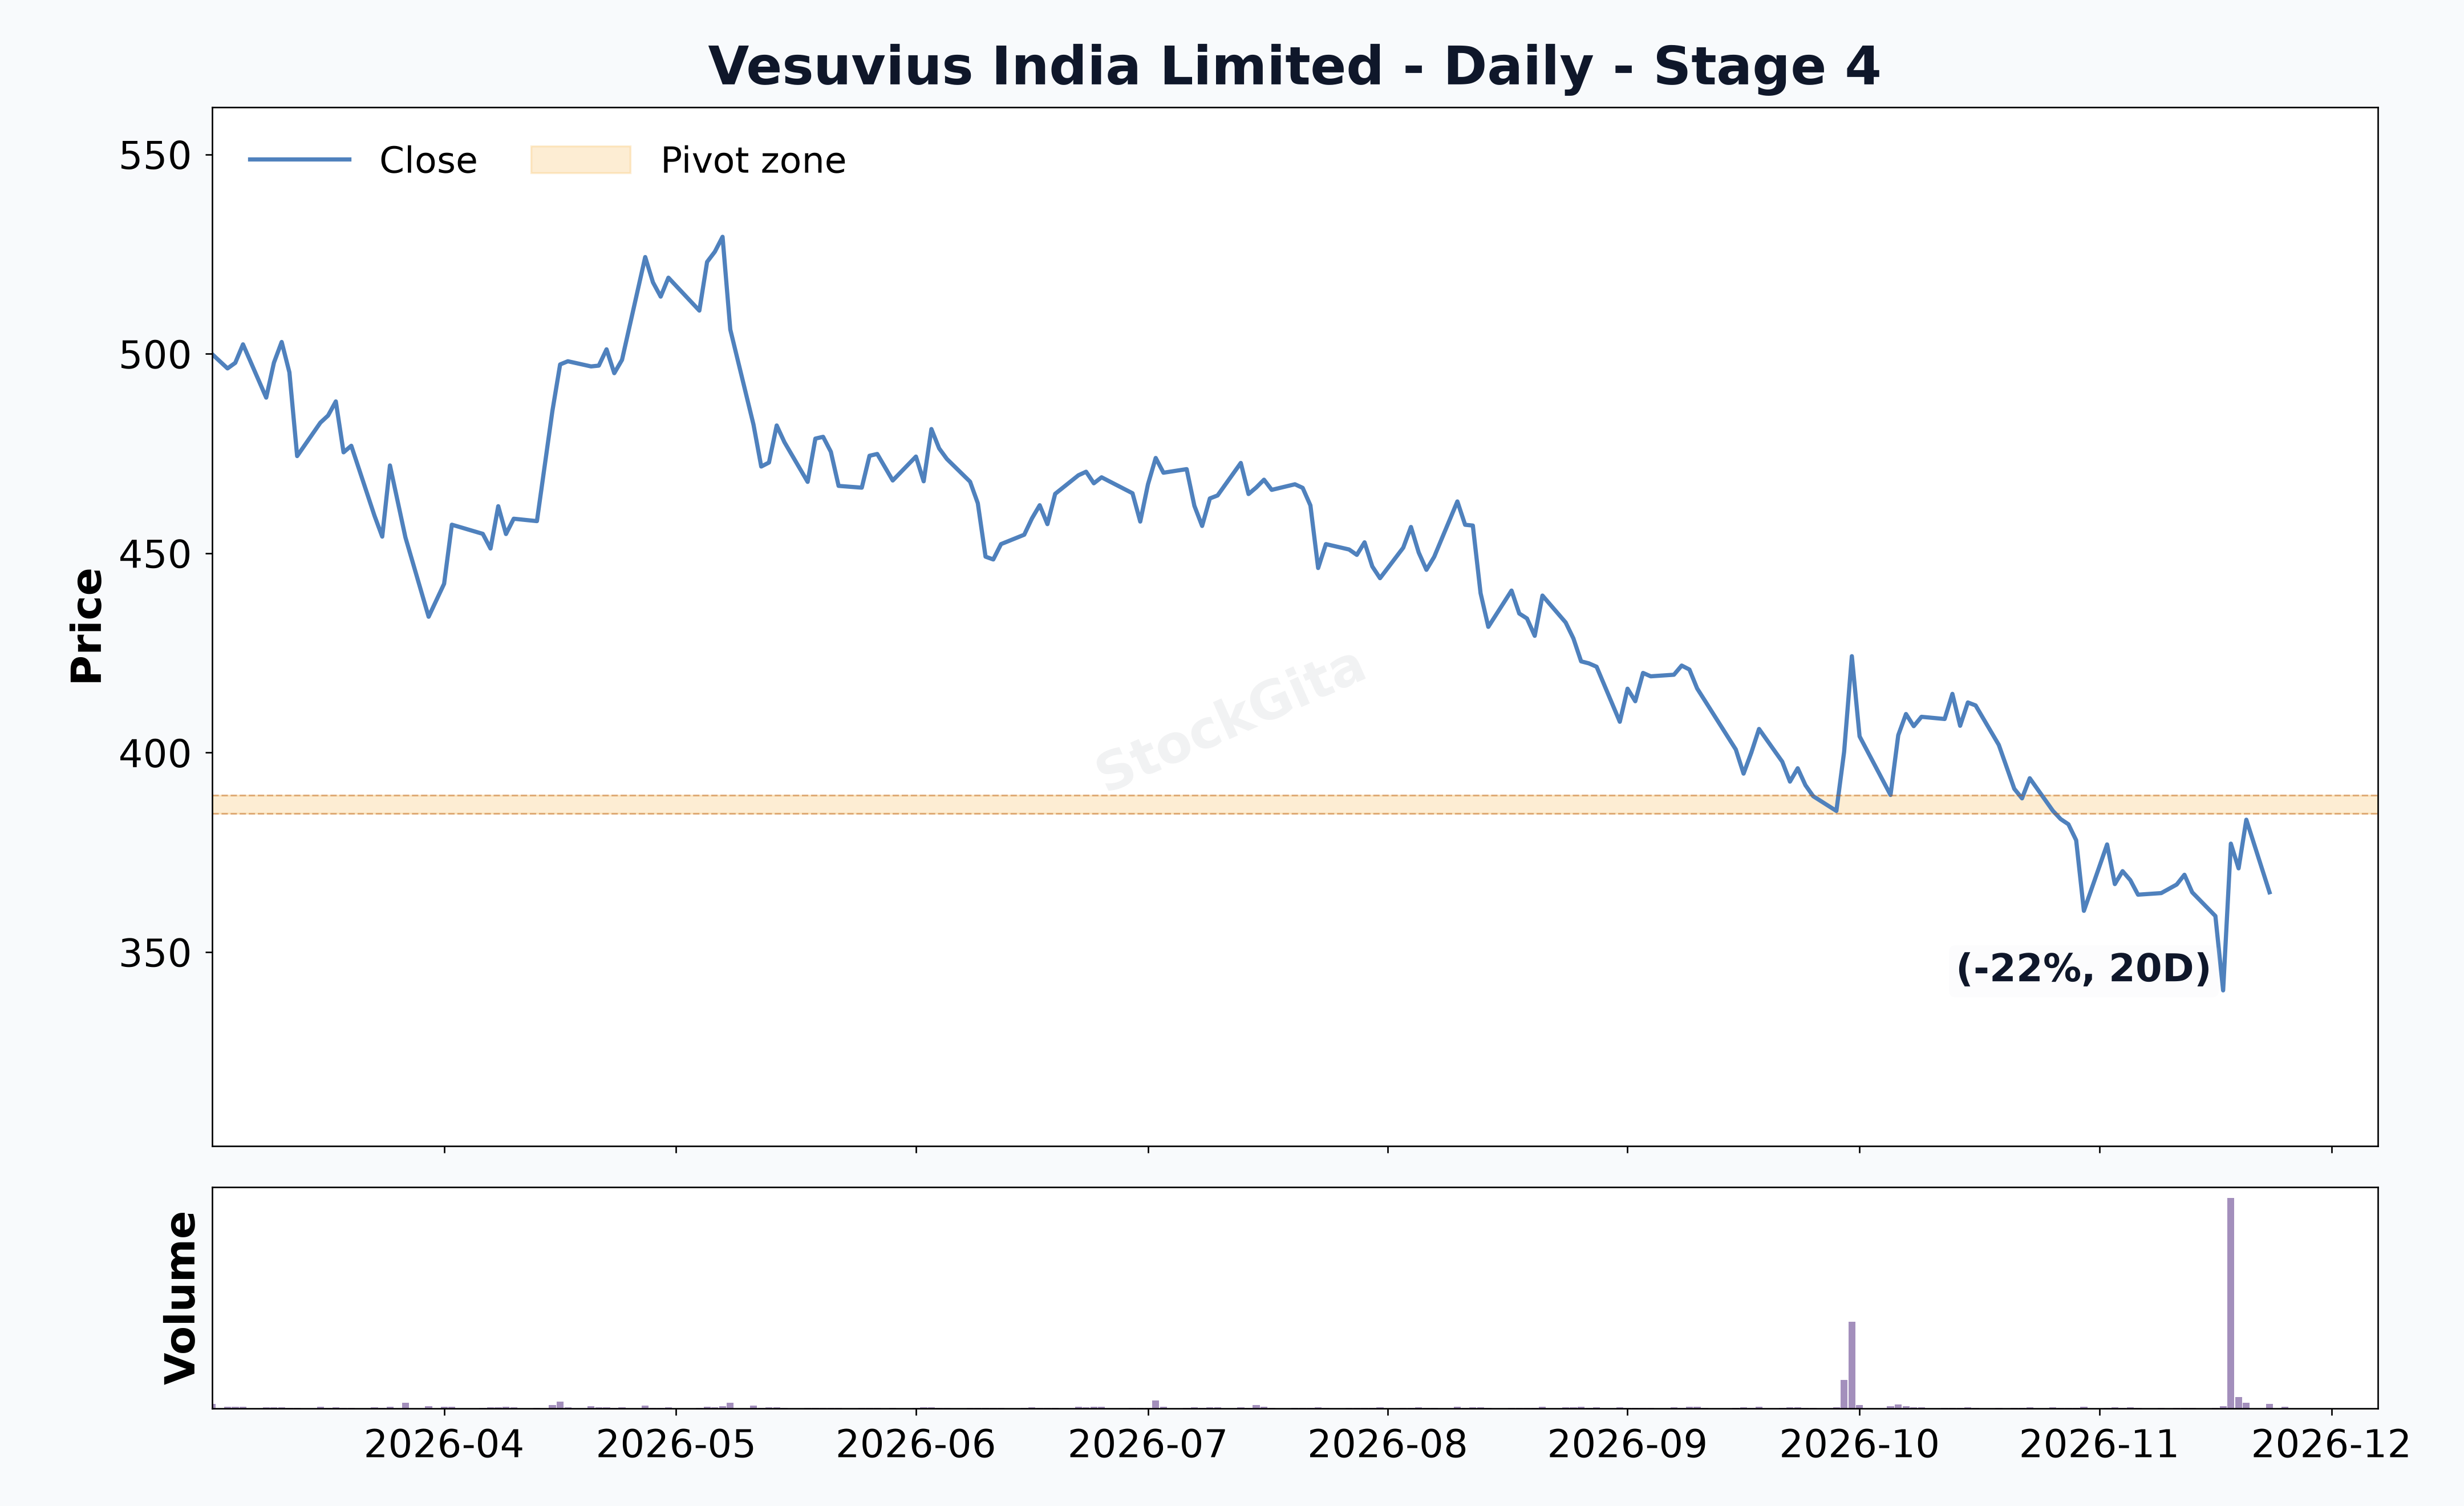 Vesuvius India Limited - Daily - Stage 4
Close
Pivot zone
550
500
450
400
350
Price
StockGita
(-22%, 20D)
Volume
2026-04
2026-05
2026-06
2026-07
2026-08
2026-09
2026-10
2026-11
2026-12